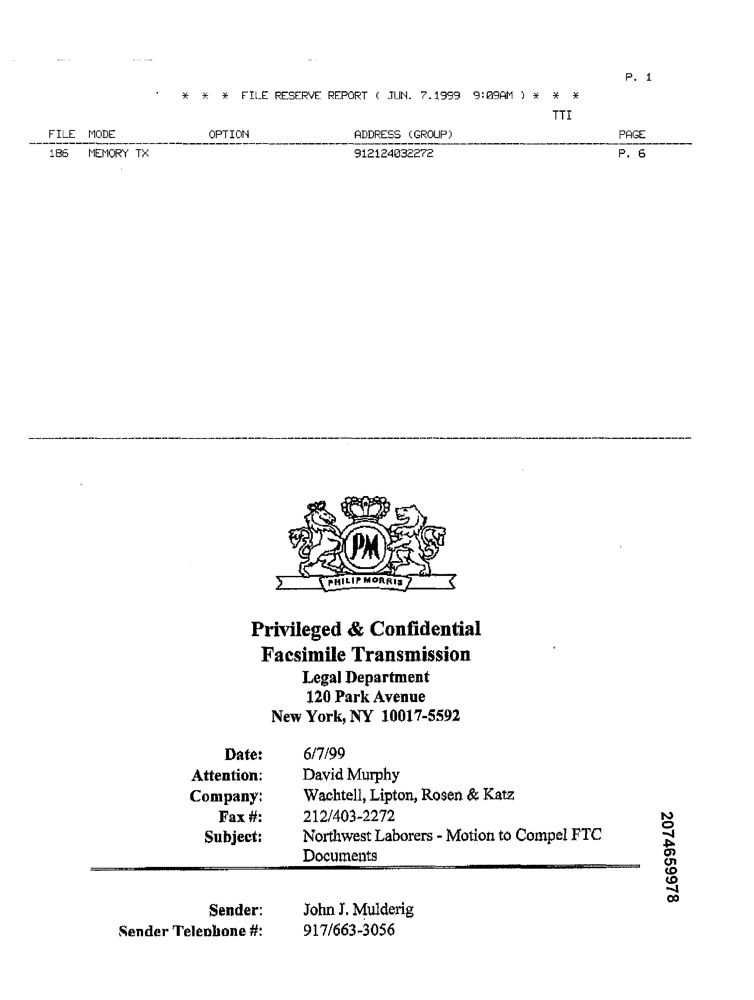 P. 1
* * * FILE RESERVE REPORT ( JUN. 7.1999 9:09AM ) * * *
TTI
FILE MODE OPTION ADDRESS (GROUP) PAGE
186 MEMORY TX 912124032272 P. 6
PM
PHILIP MORRIS
Privileged & Confidential
Facsimile Transmission
Legal Department
120 Park Avenue
New York, NY 10017-5592
Date: 6/7/99
Attention: David Murphy
Company: Wachtell, Lipton, Rosen & Katz
Fax #: 212/403-2272
Subject: Northwest Laborers - Motion to Compel FTC
Documents
Sender: John J. Mulderig
Sender Telephone #: 917/663-3056
2074659978